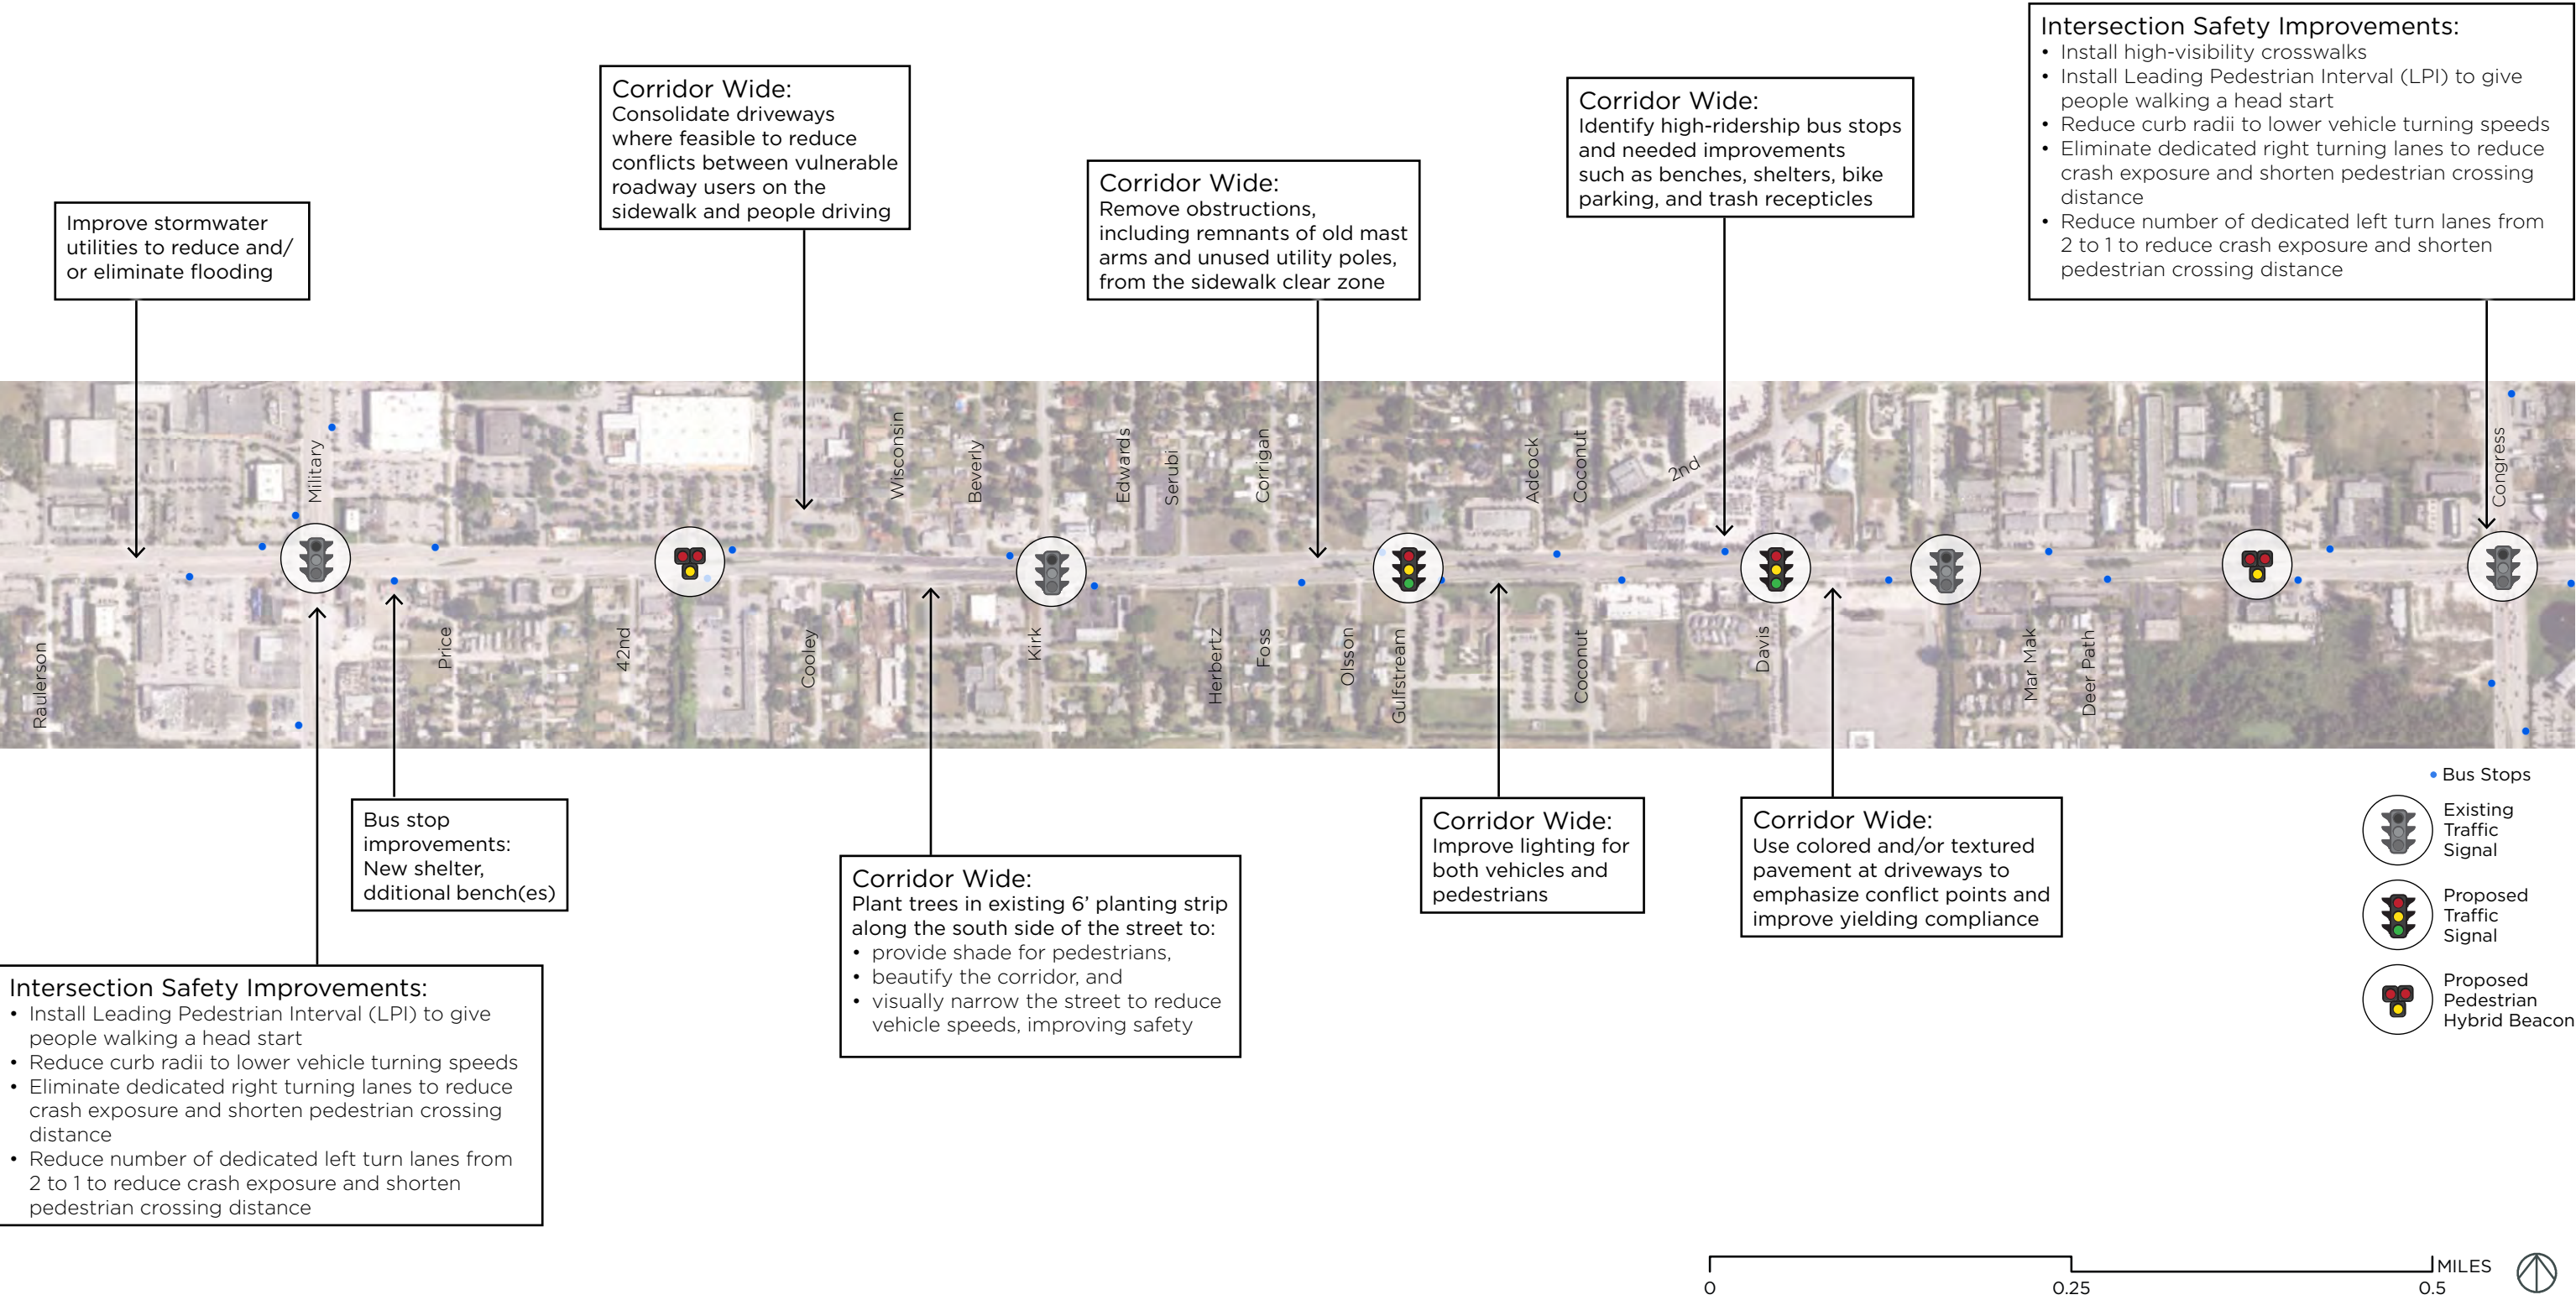 Intersection Safety Improvements:
• Install high-visibility crosswalks
• Install Leading Pedestrian Interval (LPI) to give
people walking a head start
• Reduce curb radii to lower vehicle turning speeds
• Eliminate dedicated right turning lanes to reduce
crash exposure and shorten pedestrian crossing
distance
• Reduce number of dedicated left turn lanes from
2 to 1 to reduce crash exposure and shorten
pedestrian crossing distance
Corridor Wide:
Consolidate driveways
where feasible to reduce
conflicts between vulnerable
roadway users on the
sidewalk and people driving
Corridor Wide:
Identify high-ridership bus stops
and needed improvements
such as benches, shelters, bike
parking, and trash recepticles
Corridor Wide:
Remove obstructions,
including remnants of old mast
arms and unused utility poles,
from the sidewalk clear zone
Improve stormwater
utilities to reduce and/
or eliminate flooding
Military
Wisconsin
Beverly
Edwards
Serubi
Corrigan
Adcock
Coconut
2nd
Congress
Raulerson
Price
42nd
Cooley
Kirk
Herbertz
Foss
Olsson
Gulfstream
Coconut
Davis
Mar Mak
Deer Path
Bus stop
improvements:
New shelter,
dditional bench(es)
Corridor Wide:
Plant trees in existing 6’ planting strip
along the south side of the street to:
• provide shade for pedestrians,
• beautify the corridor, and
• visually narrow the street to reduce
vehicle speeds, improving safety
Corridor Wide:
Improve lighting for
both vehicles and
pedestrians
Corridor Wide:
Use colored and/or textured
pavement at driveways to
emphasize conflict points and
improve yielding compliance
Bus Stops
Existing
Traffic
Signal
Proposed
Traffic
Signal
Proposed
Pedestrian
Hybrid Beacon
Intersection Safety Improvements:
• Install Leading Pedestrian Interval (LPI) to give
people walking a head start
• Reduce curb radii to lower vehicle turning speeds
• Eliminate dedicated right turning lanes to reduce
crash exposure and shorten pedestrian crossing
distance
• Reduce number of dedicated left turn lanes from
2 to 1 to reduce crash exposure and shorten
pedestrian crossing distance
MILES
0 0.25 0.5